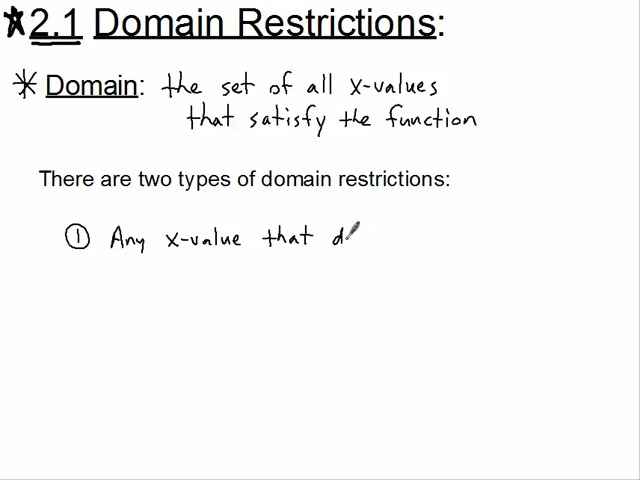 *2.1 Domain Restrictions:
* Domain: the set of all x-values
that satisfy the function
There are two types of domain restrictions:
① Any x-value that d